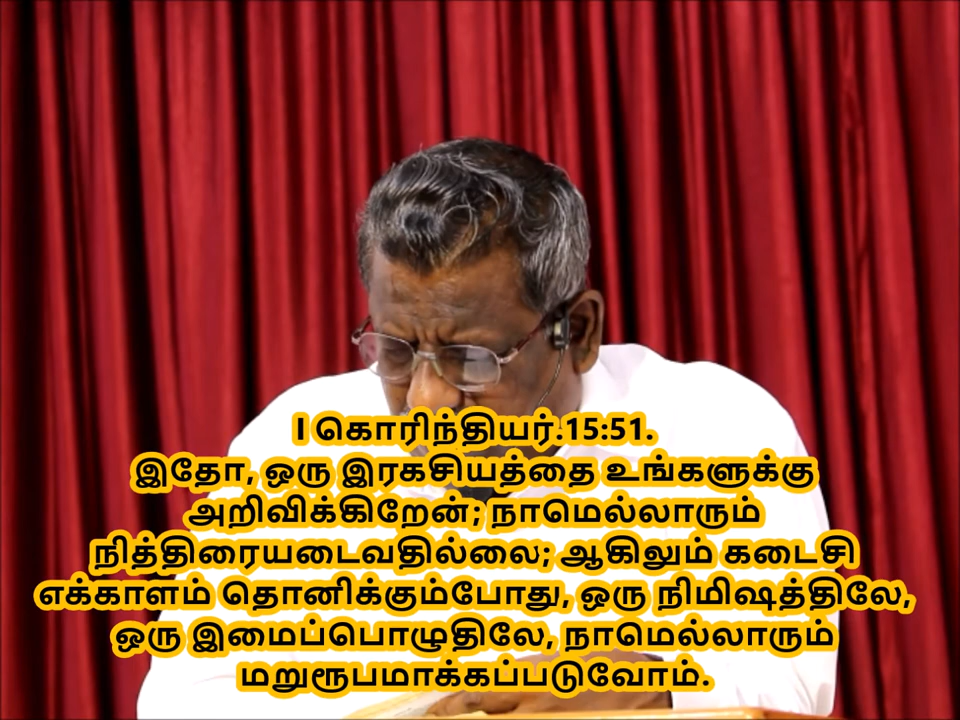 I கொரிந்தியர்.15:51.
இதோ, ஒரு இரகசியத்தை உங்களுக்கு
அறிவிக்கிறேன்; நாமெல்லாரும்
நித்திரையடைவதில்லை; ஆகிலும் கடைசி
எக்காளம் தொனிக்கும்போது, ஒரு நிமிஷத்திலே,
ஒரு இமைப்பொழுதிலே, நாமெல்லாரும்
மறுரூபமாக்கப்படுவோம்.